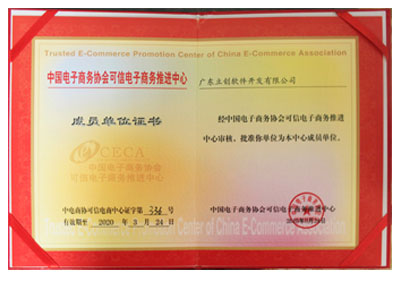 Trusted E-Commerce Promotion Center of China E-Commerce Association
中国电子商务协会可信电子商务推进中心
成员单位证书
CECA
中国电子商务协会
可信电子商务推进中心
中电商协可信电商中心证字第 号
有效期至 2020 年 3 月 24 日
广东立创软件开发有限公司
经中国电子商务协会可信电子商务推进
中心审核，批准你单位为本中心成员单位。
中国电子商务协会可信电子商务推进中心
Trusted E-Commerce Promotion Center of China E-Commerce Association